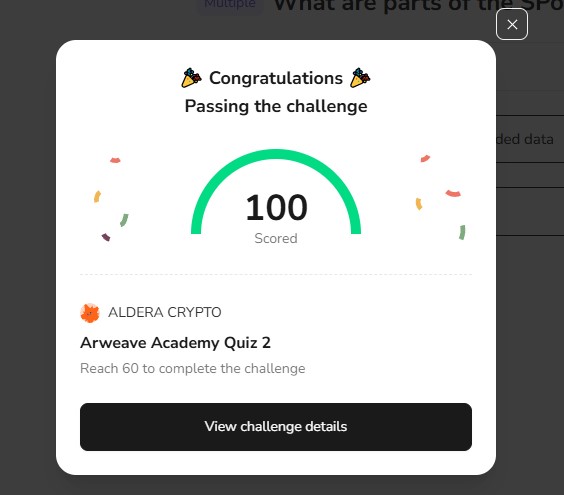 Multiple What are parts of the SPo
ded data
Congratulations
Passing the challenge
100
Scored
ALDERA CRYPTO
Arweave Academy Quiz 2
Reach 60 to complete the challenge
View challenge details